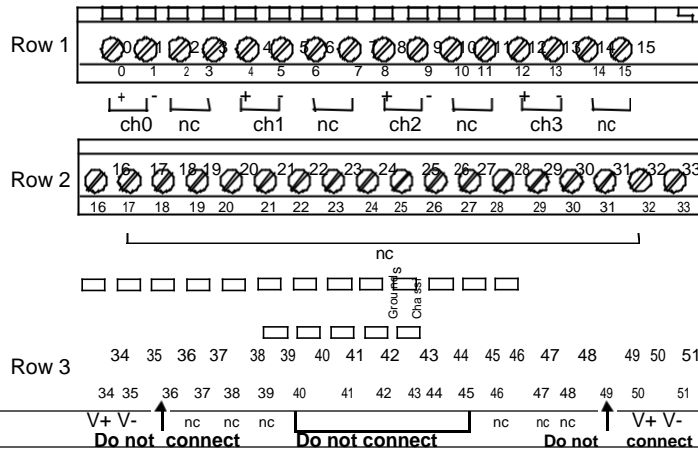 Row 1
0 1 2 3 4 5 6 7 8 9 10 11 12 13 14 15
0 1 2 3 4 5 6 7 8 9 10 11 12 13 14 15
+ - + - + - + -
ch0 nc ch1 nc ch2 nc ch3 nc
Row 2
16 17 18 19 20 21 22 23 24 25 26 27 28 29 30 31 32 33
16 17 18 19 20 21 22 23 24 25 26 27 28 29 30 31 32 33
nc
Grounds
Chassi
Row 3
34 35 36 37 38 39 40 41 42 43 44 45 46 47 48 49 50 51
34 35 36 37 38 39 40 41 42 43 44 45 46 47 48 49 50 51
V+ V- nc nc nc nc nc nc V+ V-
Do not connect Do not connect Do not connect